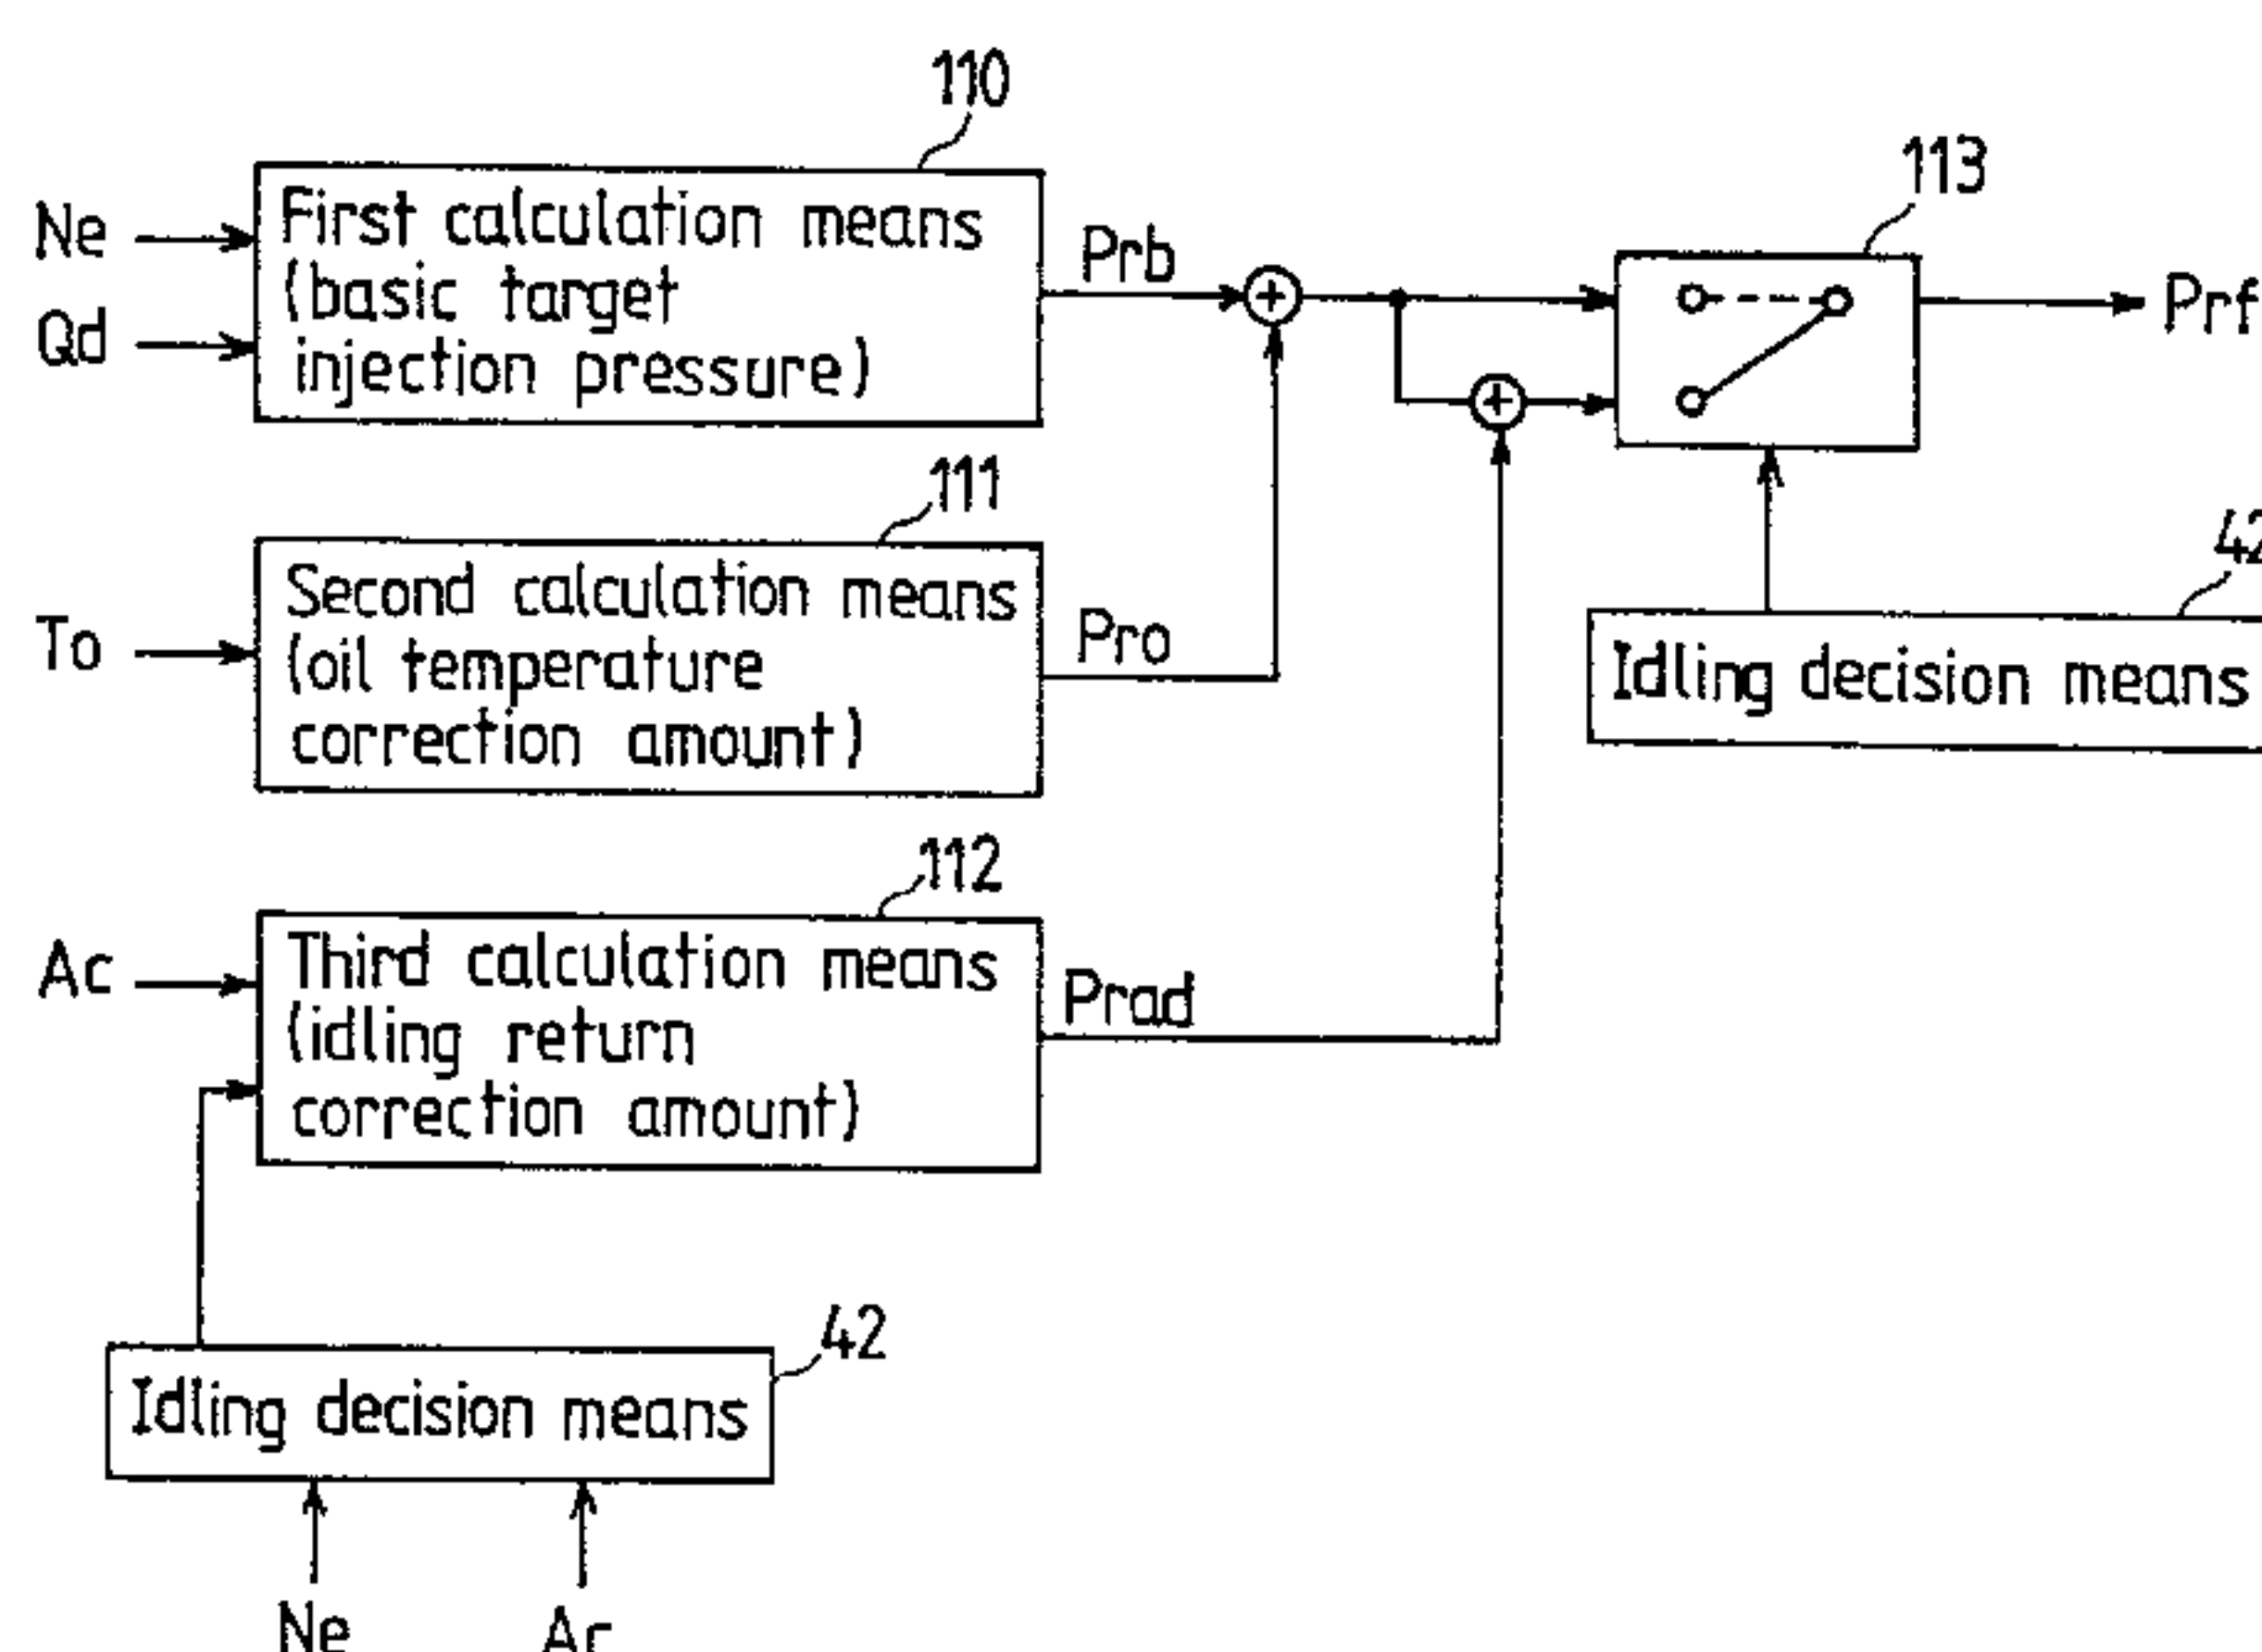 110
113
Ne
First calculation means
(basic target
injection pressure)
Qd
Prb
Prf
111
To
Second calculation means
(oil temperature
correction amount)
Pro
42
Idling decision means
112
Ac
Third calculation means
(idling return
correction amount)
Prad
42
Idling decision means
Ne
Ac